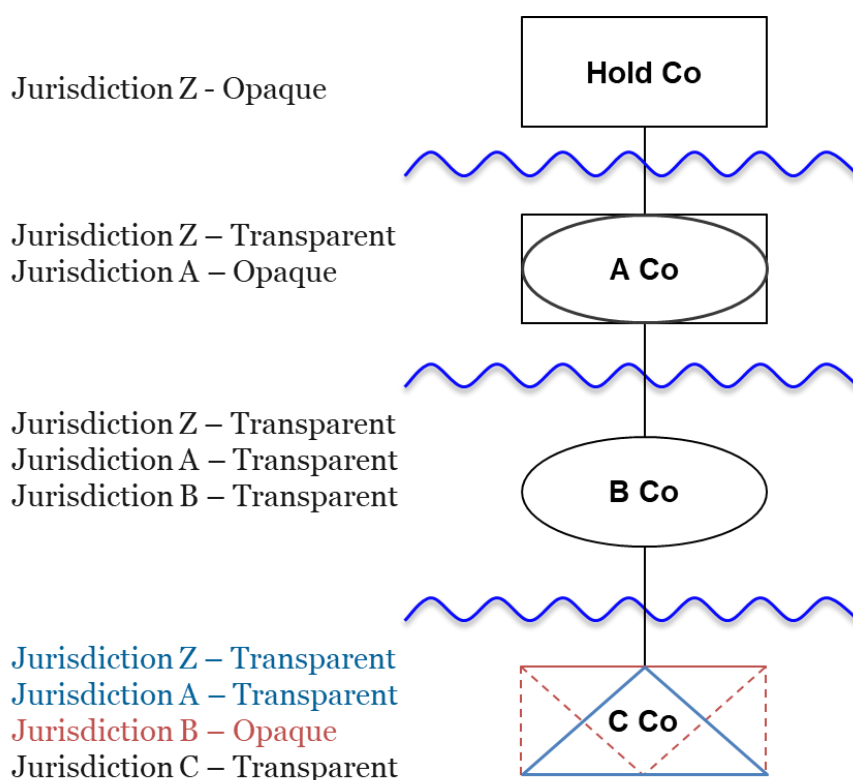 Jurisdiction Z - Opaque
Hold Co
Jurisdiction Z – Transparent
Jurisdiction A – Opaque
A Co
Jurisdiction Z – Transparent
Jurisdiction A – Transparent
Jurisdiction B – Transparent
B Co
Jurisdiction Z – Transparent
Jurisdiction A – Transparent
Jurisdiction B – Opaque
Jurisdiction C – Transparent
C Co